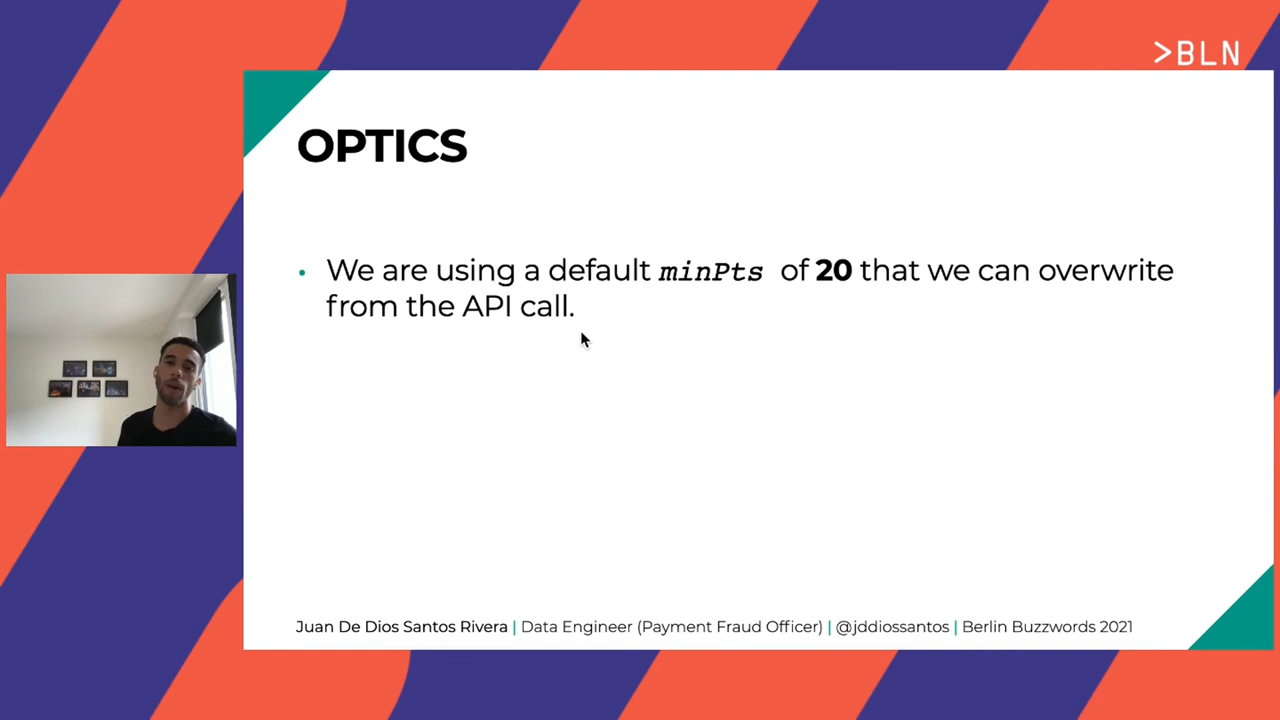 >BLN
OPTICS
• We are using a default minPts of 20 that we can overwrite
from the API call.
Juan De Dios Santos Rivera | Data Engineer (Payment Fraud Officer) | @jddiossantos | Berlin Buzzwords 2021